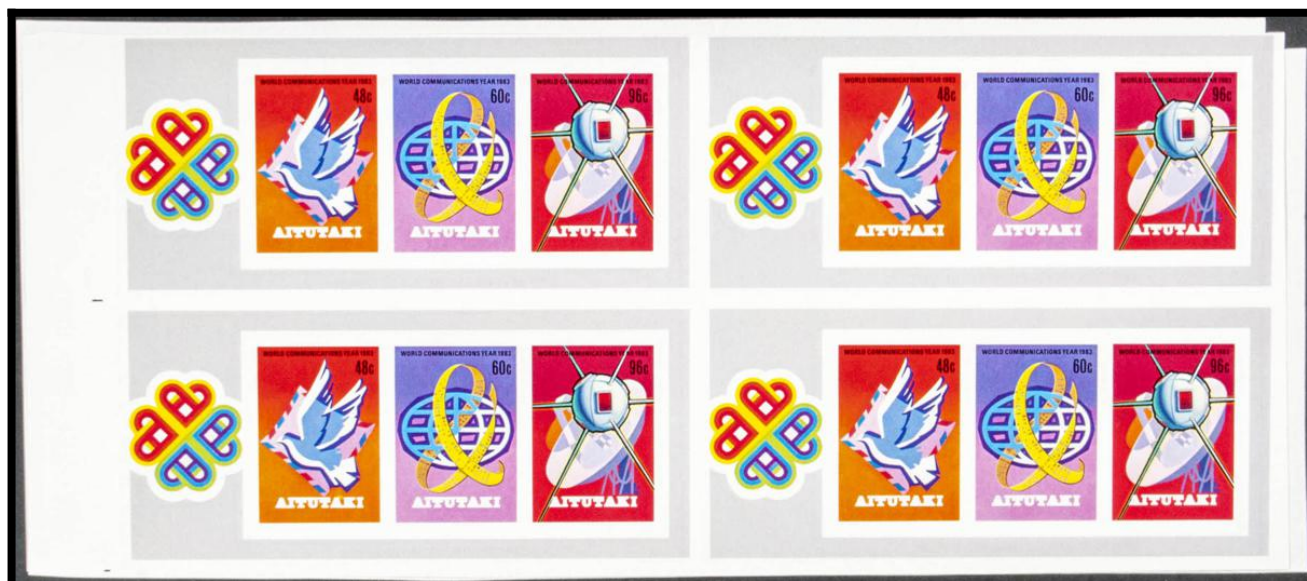 WORLD COMMUNICATIONS YEAR 1983
48c
AITUTAKI
WORLD COMMUNICATIONS YEAR 1983
60c
AITUTAKI
WORLD COMMUNICATIONS YEAR 1983
96c
AITUTAKI
WORLD COMMUNICATIONS YEAR 1983
48c
AITUTAKI
WORLD COMMUNICATIONS YEAR 1983
60c
AITUTAKI
WORLD COMMUNICATIONS YEAR 1983
96c
AITUTAKI
WORLD COMMUNICATIONS YEAR 1983
48c
AITUTAKI
WORLD COMMUNICATIONS YEAR 1983
60c
AITUTAKI
WORLD COMMUNICATIONS YEAR 1983
96c
AITUTAKI
WORLD COMMUNICATIONS YEAR 1983
48c
AITUTAKI
WORLD COMMUNICATIONS YEAR 1983
60c
AITUTAKI
WORLD COMMUNICATIONS YEAR 1983
96c
AITUTAKI